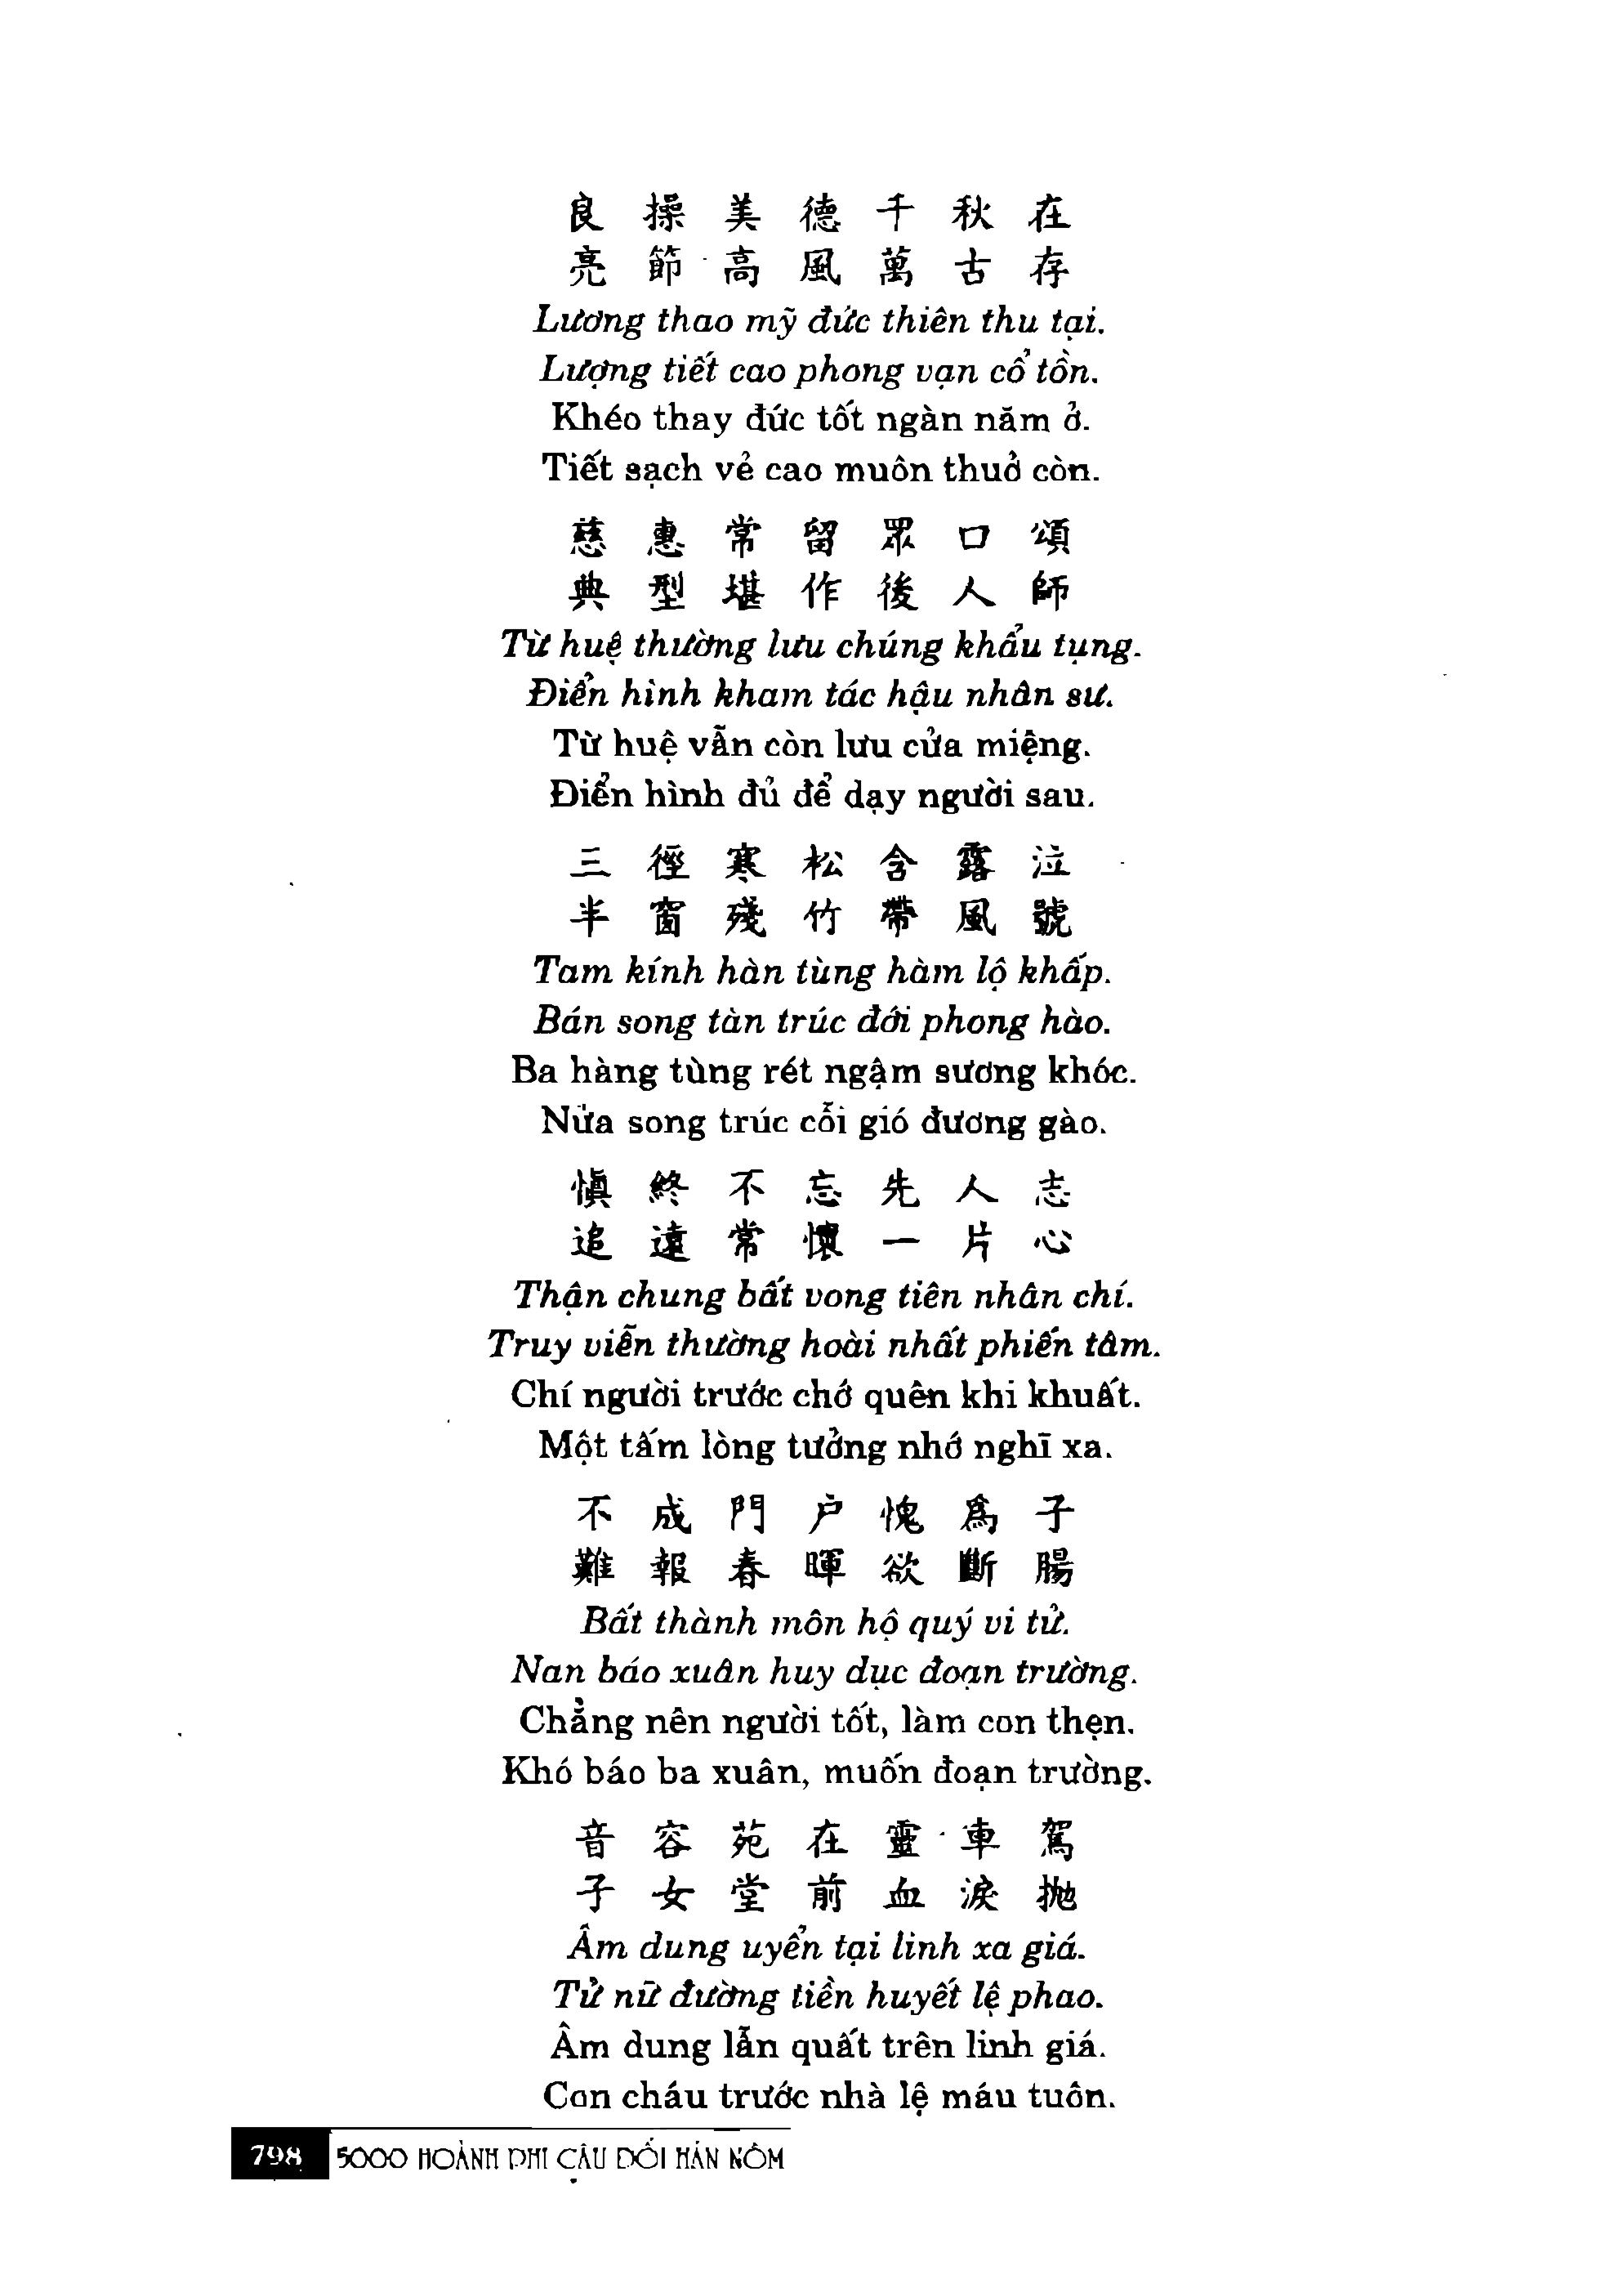 良操美德千秋在
亮節高風萬古存
Lương thao mỹ đức thiên thu tại.
Lượng tiết cao phong vạn cổ tồn.
Khéo thay đức tốt ngàn năm ở.
Tiết sạch vẻ cao muôn thuở còn.
慈惠常留眾口頌
典型堪作後人師
Từ huệ thường lưu chúng khẩu tụng.
Điển hình kham tác hậu nhân sư.
Từ huệ vẫn còn lưu cửa miệng.
Điển hình đủ để dạy người sau.
三徑寒松含露泣
半窗殘竹帶風號
Tam kính hàn tùng hàm lộ khấp.
Bán song tàn trúc đới phong hào.
Ba hàng tùng rét ngậm sương khóc.
Nửa song trúc cỗi gió đương gào.
慎終不忘先人志
追遠常懷一片心
Thận chung bất vong tiên nhân chí.
Truy viễn thường hoài nhất phiến tâm.
Chí người trước chớ quên khi khuất.
Một tấm lòng tưởng nhớ nghĩ xa.
不成門户愧為子
難報春暉欲斷腸
Bất thành môn hộ quý vi tử.
Nan báo xuân huy dục đoạn trường.
Chẳng nên người tốt, làm con thẹn.
Khó báo ba xuân, muốn đoạn trường.
音容苑在靈車駕
子女堂前血淚拋
Âm dung uyển tại linh xa giá.
Tử nữ đường tiền huyết lệ phao.
Âm dung lẩn quất trên linh giá.
Con cháu trước nhà lệ máu tuôn.
798 5000 HOÀNH PHI CÂU ĐỐI HÁN NÔM